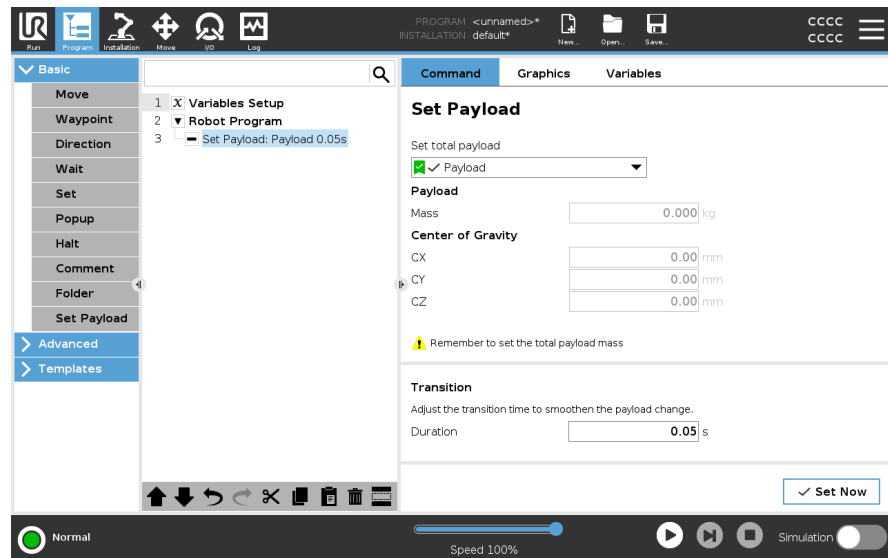 UR
PROGRAM <unnamed>*
INSTALLATION default*
CCCC
CCCC
Run Program Installation Move I/O Log New... Open... Save...
Basic
Move
Waypoint
Direction
Wait
Set
Popup
Halt
Comment
Folder
Set Payload
Advanced
Templates
1 X Variables Setup
2 Robot Program
3 Set Payload: Payload 0.05s
Command Graphics Variables
Set Payload
Set total payload
Payload
Payload
Mass 0.000 kg
Center of Gravity
CX 0.00 mm
CY 0.00 mm
CZ 0.00 mm
Remember to set the total payload mass
Transition
Adjust the transition time to smoothen the payload change.
Duration 0.05 s
Set Now
Normal
Speed 100%
Simulation